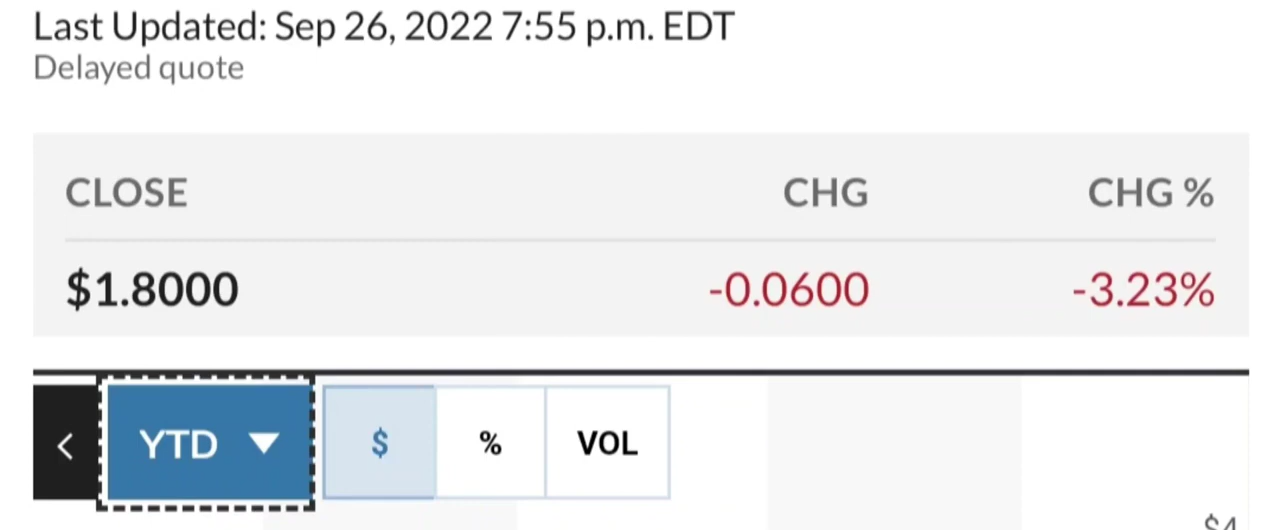 Last Updated: Sep 26, 2022 7:55 p.m. EDT
Delayed quote
CLOSE CHG CHG %
$1.8000 -0.0600 -3.23%
< YTD ▼ $ % VOL